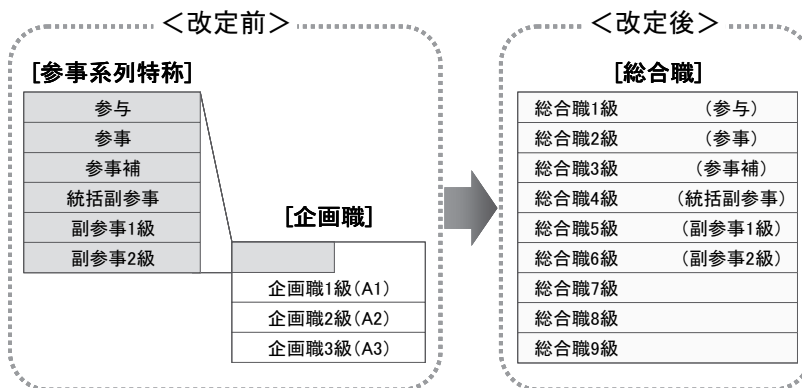 <改定前>
[参事系列特称]
参与
参事
参事補
統括副参事
副参事1級
副参事2級
[企画職]
企画職1級(A1)
企画職2級(A2)
企画職3級(A3)
<改定後>
[総合職]
総合職1級 (参与)
総合職2級 (参事)
総合職3級 (参事補)
総合職4級 (統括副参事)
総合職5級 (副参事1級)
総合職6級 (副参事2級)
総合職7級
総合職8級
総合職9級